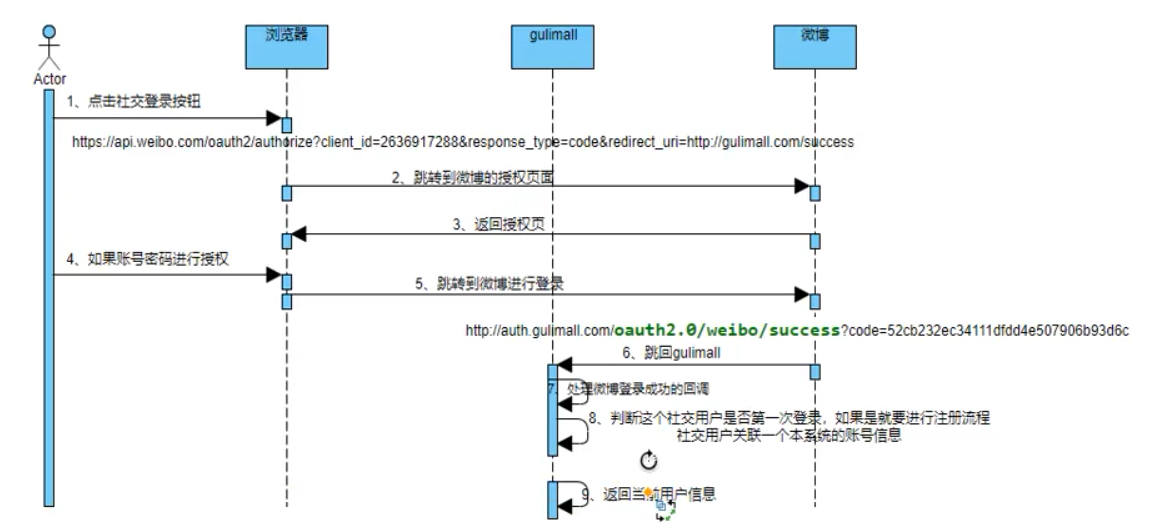 浏览器
gulimall
微博
Actor
1、点击社交登录按钮
https://api.weibo.com/oauth2/authorize?client_id=2636917288&response_type=code&redirect_uri=http://gulimall.com/success
2、跳转到微博的授权页面
3、返回授权页
4、如果账号密码进行授权
5、跳转到微博进行登录
http://auth.gulimall.com/oauth2.0/weibo/success?code=52cb232ec34111dfdd4e507906b93d6c
6、跳回gulimall
7、处理微博登录成功的回调
8、判断这个社交用户是否第一次登录，如果是就要进行注册流程
社交用户关联一个本系统的账号信息
9、返回当前用户信息